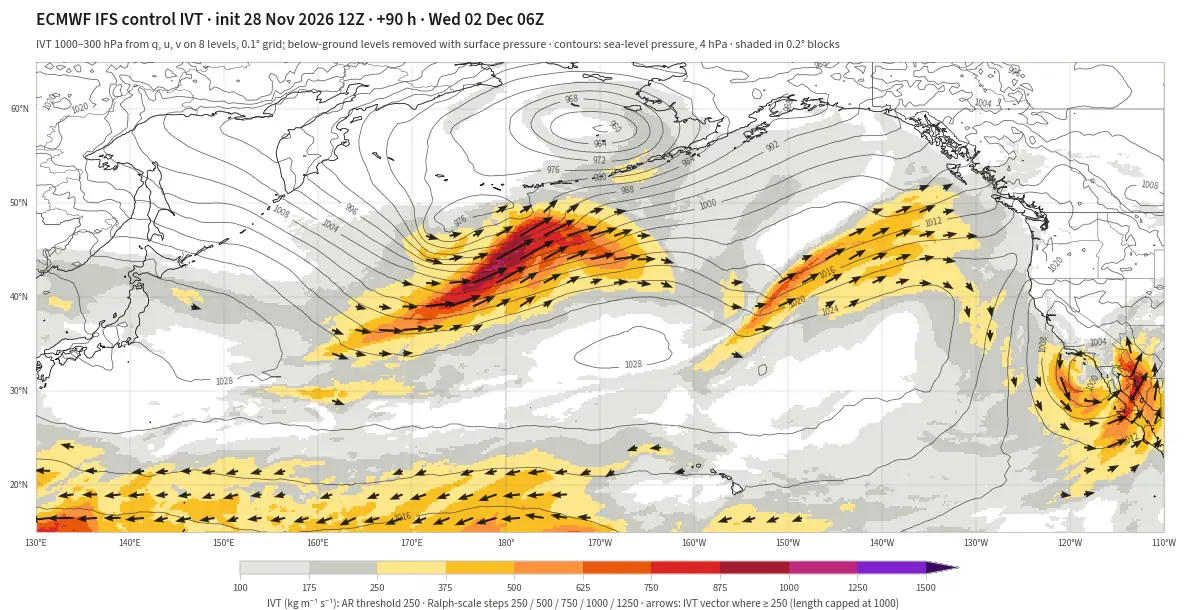 ECMWF IFS control IVT · init 28 Nov 2026 12Z · +90 h · Wed 02 Dec 06Z
IVT 1000–300 hPa from q, u, v on 8 levels, 0.1° grid; below-ground levels removed with surface pressure · contours: sea-level pressure, 4 hPa · shaded in 0.2° blocks
1020
968
996
1004
60°N
960
964
992
972
976
980
988
1008
50°N
1008
996
1004
976
1000
1012
1020
1016
40°N
1020
1024
1008
1004
1028
1028
1000
30°N
1012
20°N
1016
130°E 140°E 150°E 160°E 170°E 180° 170°W 160°W 150°W 140°W 130°W 120°W 110°W
100 175 250 375 500 625 750 875 1000 1250 1500
IVT (kg m⁻¹ s⁻¹): AR threshold 250 · Ralph-scale steps 250 / 500 / 750 / 1000 / 1250 · arrows: IVT vector where ≥ 250 (length capped at 1000)